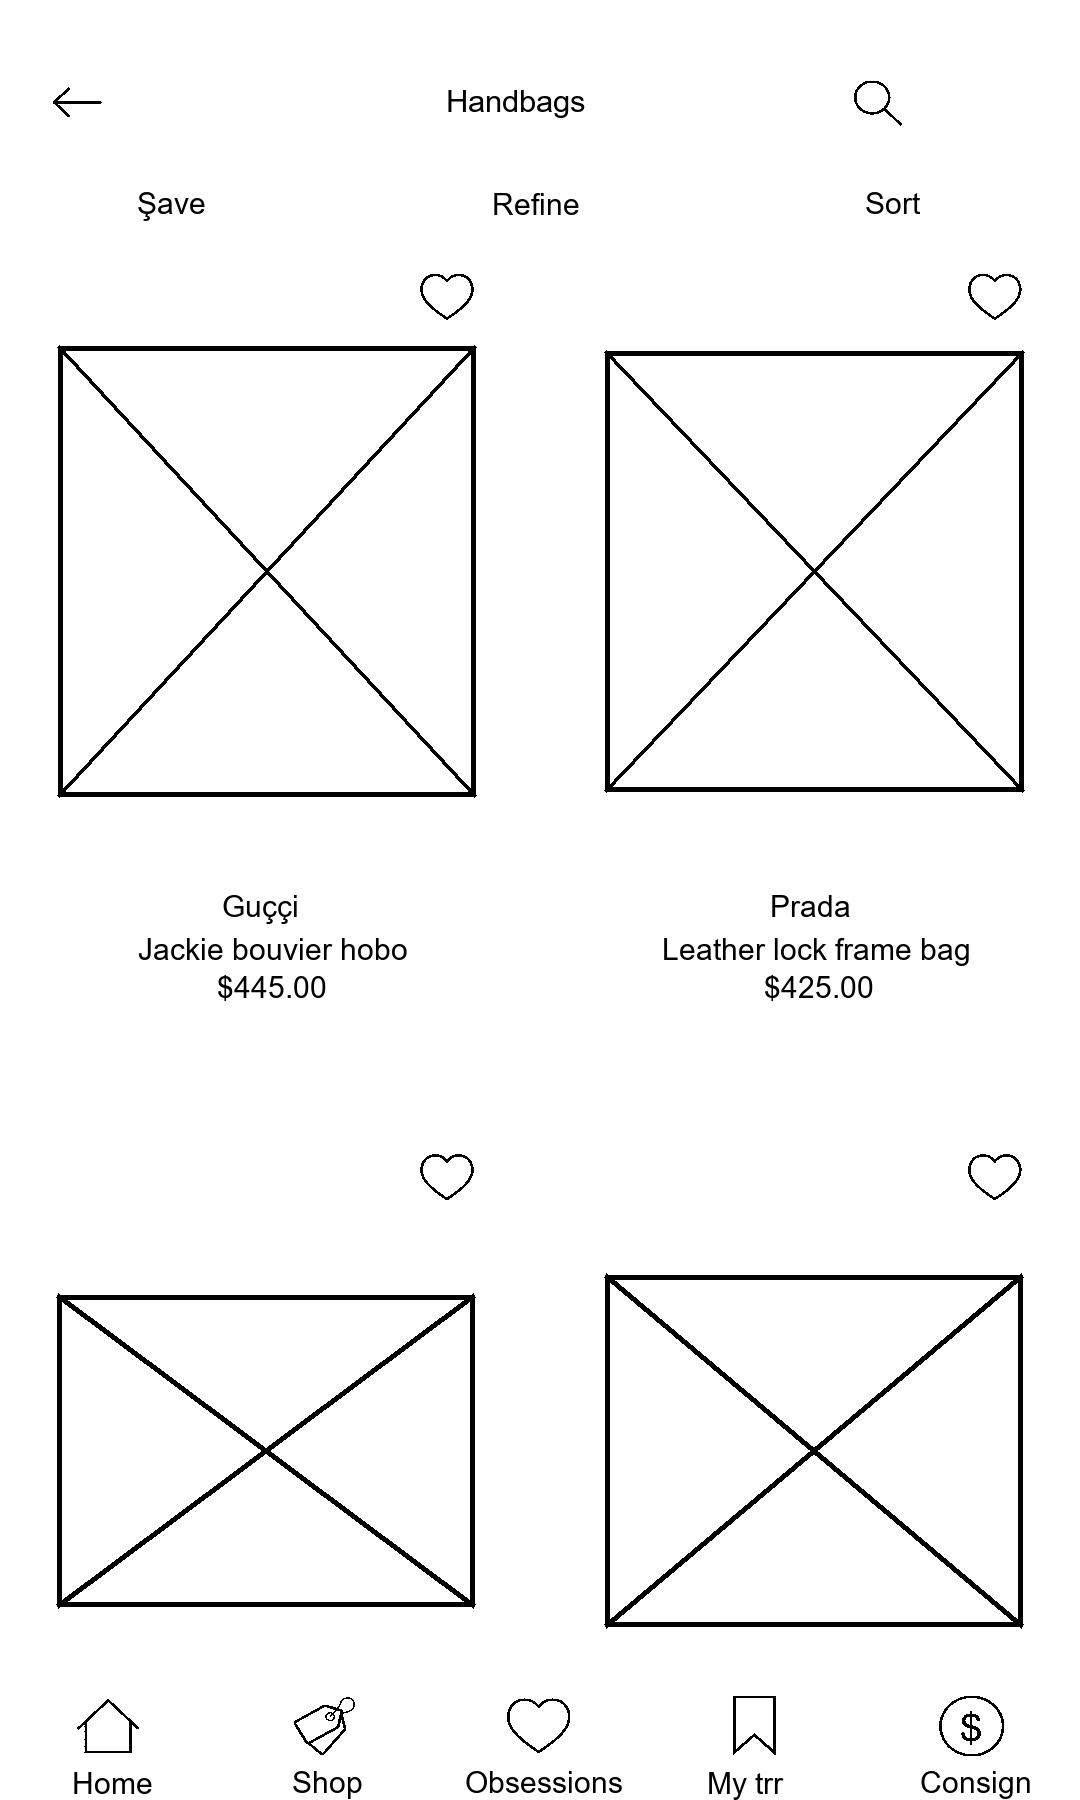 Handbags
Şave
Refine
Sort
Guççi
Jackie bouvier hobo
$445.00
Prada
Leather lock frame bag
$425.00
$
Home
Shop
Obsessions
My trr
Consign